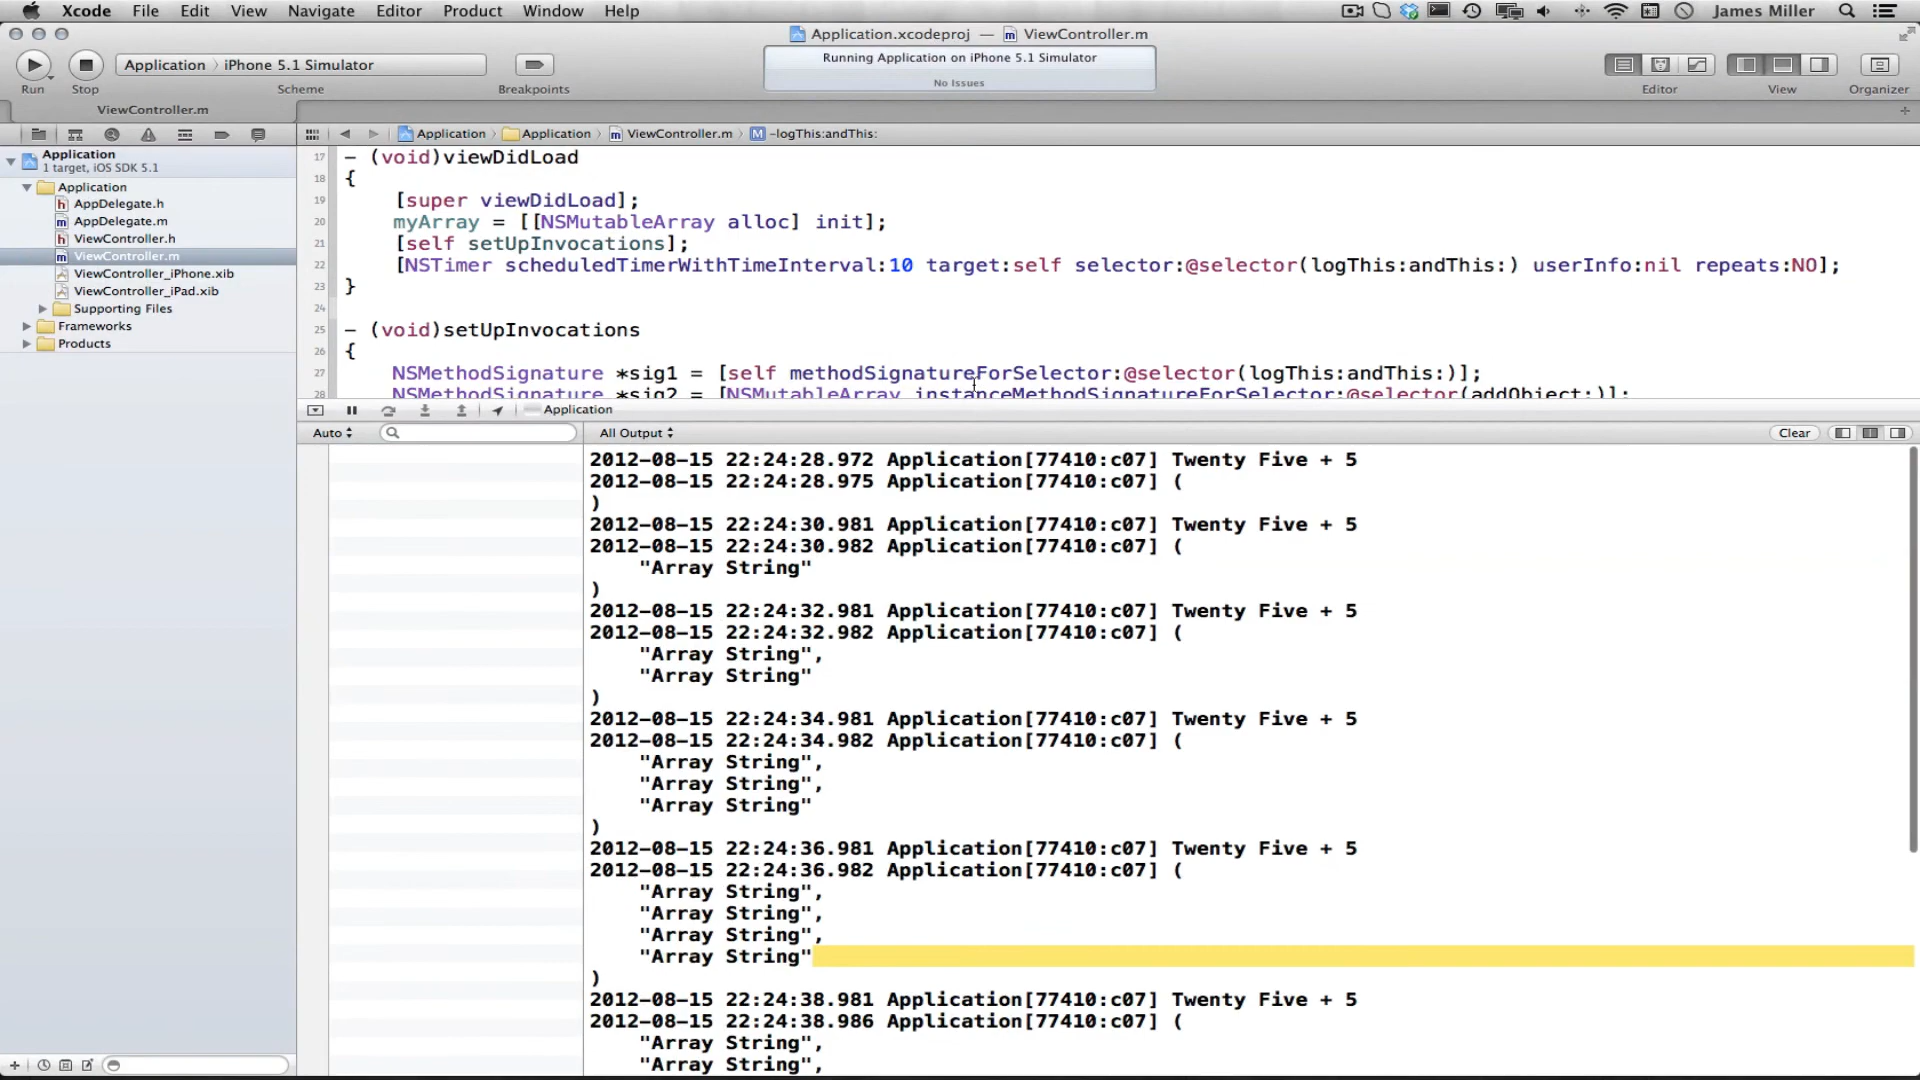 Xcode File Edit View Navigate Editor Product Window Help James Miller
Application.xcodeproj — ViewController.m
Application iPhone 5.1 Simulator
Running Application on iPhone 5.1 Simulator
No Issues
Run Stop Scheme Breakpoints Editor View Organizer
ViewController.m
Application Application ViewController.m M -logThis:andThis:
Application
1 target, iOS SDK 5.1
Application
h AppDelegate.h
m AppDelegate.m
h ViewController.h
m ViewController.m
ViewController_iPhone.xib
ViewController_iPad.xib
Supporting Files
Frameworks
Products
17 – (void)viewDidLoad
18 {
19 [super viewDidLoad];
20 myArray = [[NSMutableArray alloc] init];
21 [self setUpInvocations];
22 [NSTimer scheduledTimerWithTimeInterval:10 target:self selector:@selector(logThis:andThis:) userInfo:nil repeats:NO];
23 }
24
25 – (void)setUpInvocations
26 {
27 NSMethodSignature *sig1 = [self methodSignatureForSelector:@selector(logThis:andThis:)];
28 NSMethodSignature *sig2 = [NSMutableArray instanceMethodSignatureForSelector:@selector(addObject:)];
Application
Auto All Output Clear
2012-08-15 22:24:28.972 Application[77410:c07] Twenty Five + 5
2012-08-15 22:24:28.975 Application[77410:c07] (
)
2012-08-15 22:24:30.981 Application[77410:c07] Twenty Five + 5
2012-08-15 22:24:30.982 Application[77410:c07] (
"Array String"
)
2012-08-15 22:24:32.981 Application[77410:c07] Twenty Five + 5
2012-08-15 22:24:32.982 Application[77410:c07] (
"Array String",
"Array String"
)
2012-08-15 22:24:34.981 Application[77410:c07] Twenty Five + 5
2012-08-15 22:24:34.982 Application[77410:c07] (
"Array String",
"Array String",
"Array String"
)
2012-08-15 22:24:36.981 Application[77410:c07] Twenty Five + 5
2012-08-15 22:24:36.982 Application[77410:c07] (
"Array String",
"Array String",
"Array String",
"Array String"
)
2012-08-15 22:24:38.981 Application[77410:c07] Twenty Five + 5
2012-08-15 22:24:38.986 Application[77410:c07] (
"Array String",
"Array String",